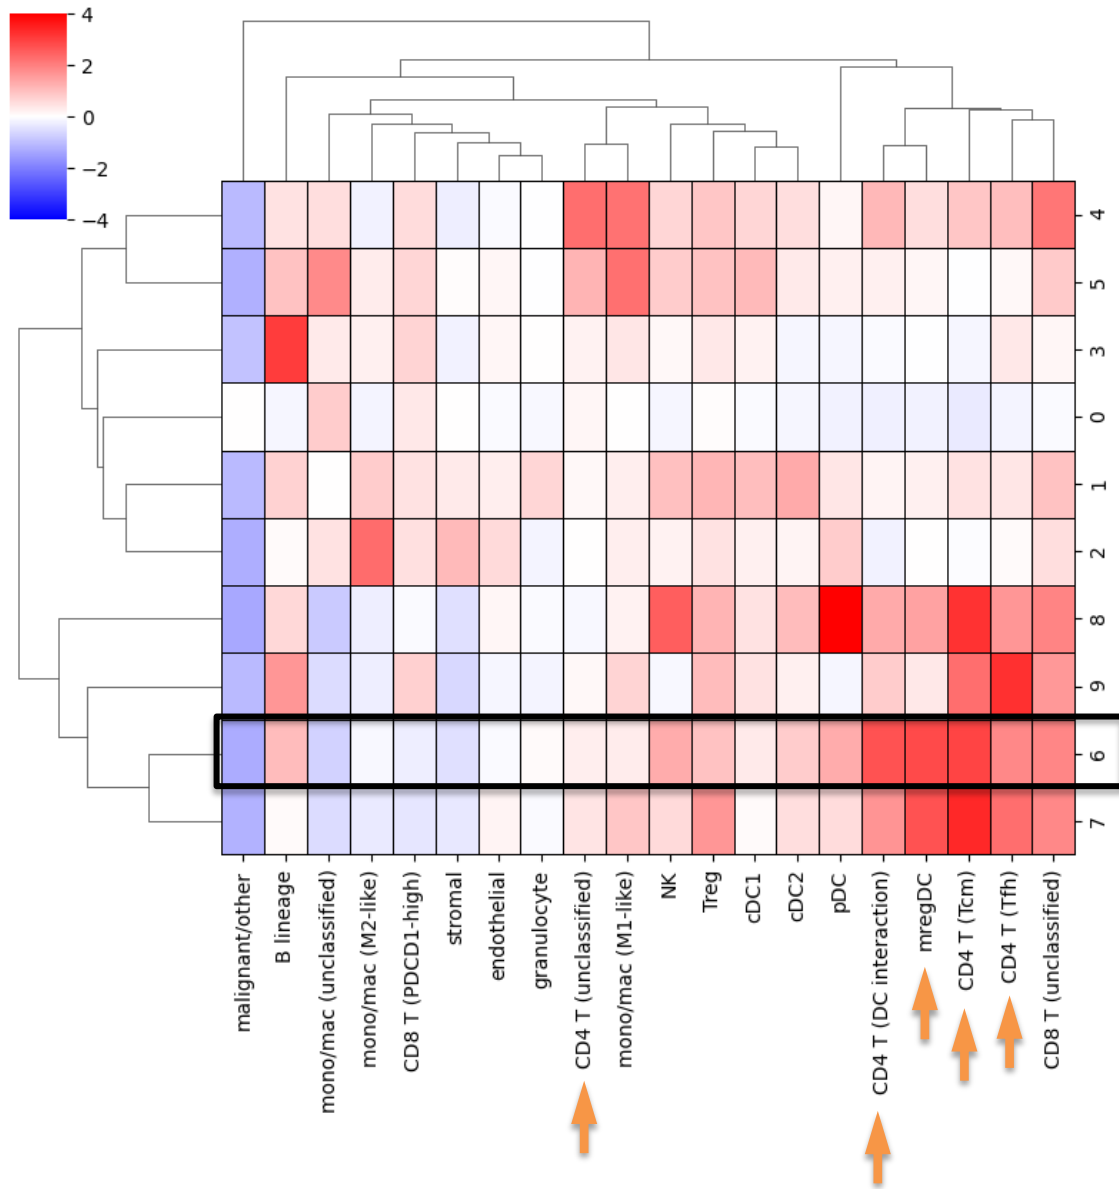 4
2
0
−2
−4
4
5
3
0
1
2
8
9
6
7
malignant/other
B lineage
mono/mac (unclassified)
mono/mac (M2-like)
CD8 T (PDCD1-high)
stromal
endothelial
granulocyte
CD4 T (unclassified)
mono/mac (M1-like)
NK
Treg
cDC1
cDC2
pDC
CD4 T (DC interaction)
mregDC
CD4 T (Tcm)
CD4 T (Tfh)
CD8 T (unclassified)